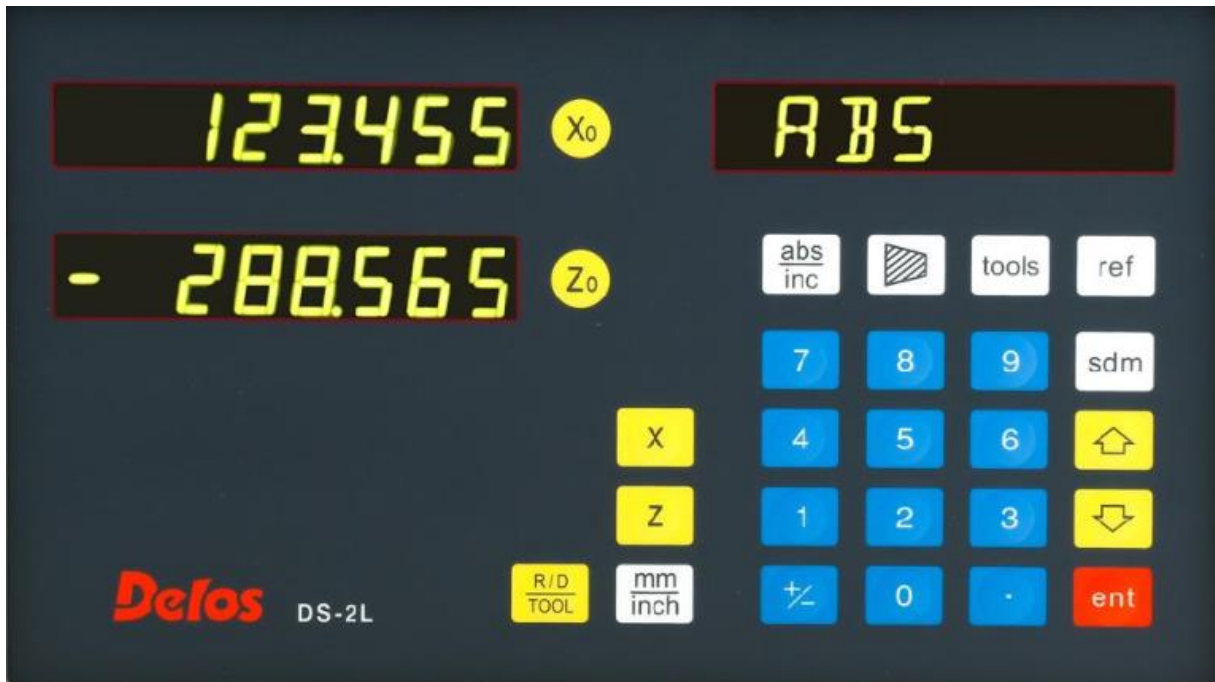 123.455 X0 ABS
- 288.565 Z0
abs/inc tools ref
7 8 9 sdm
X 4 5 6
Z 1 2 3
R/D/TOOL mm/inch +/- 0 . ent
Delos DS-2L